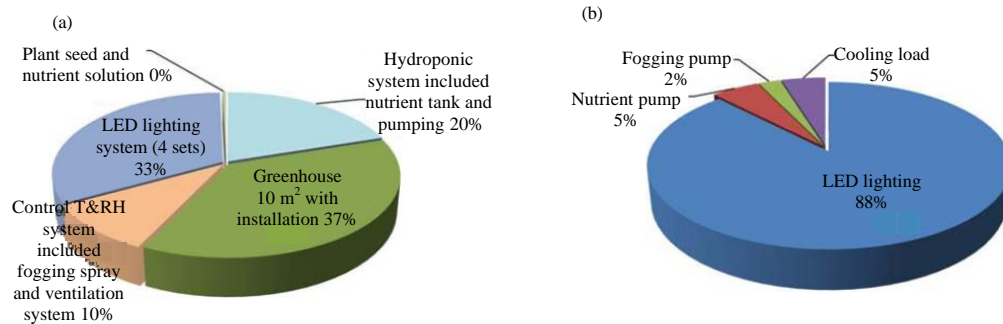 (a)
Plant seed and
nutrient solution 0%
Hydroponic
system included
nutrient tank and
pumping 20%
LED lighting
system (4 sets)
33%
Greenhouse
10 m² with
installation 37%
Control T&RH
system
included
fogging spray
and ventilation
system 10%
(b)
Fogging pump
2%
Cooling load
5%
Nutrient pump
5%
LED lighting
88%